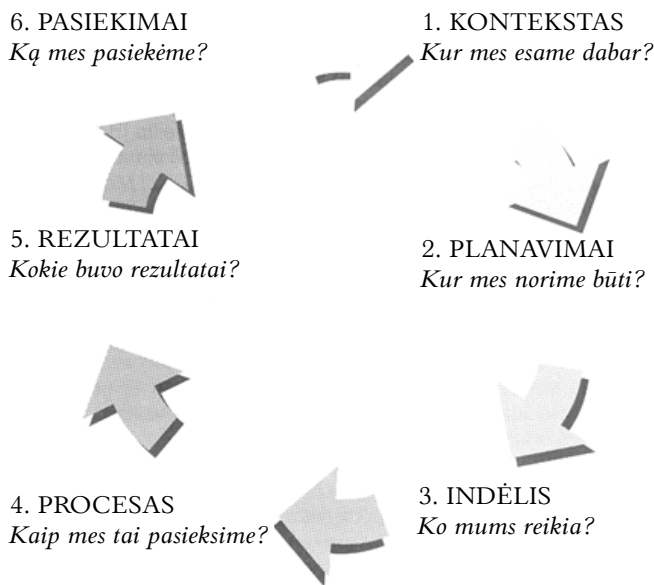 6. PASIEKIMAI
Ką mes pasiekėme?
1. KONTEKSTAS
Kur mes esame dabar?
5. REZULTATAI
Kokie buvo rezultatai?
2. PLANAVIMAI
Kur mes norime būti?
4. PROCESAS
Kaip mes tai pasieksime?
3. INDĖLIS
Ko mums reikia?